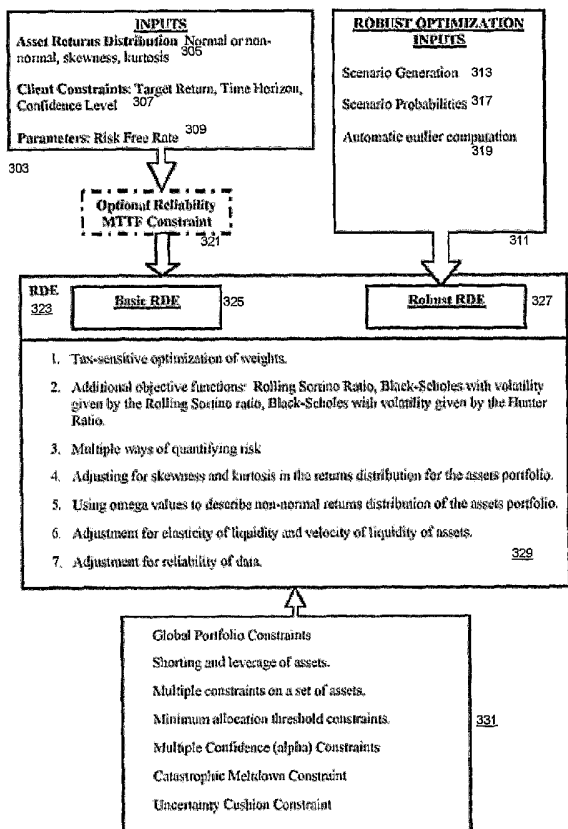 INPUTS
Asset Returns Distribution Normal or non-
normal, skewness, kurtosis 305
Client Constraints: Target Return, Time Horizon,
Confidence Level 307
Parameters: Risk Free Rate 309
303
ROBUST OPTIMIZATION
INPUTS
Scenario Generation 313
Scenario Probabilities 317
Automatic outlier computation
319
311
Optional Reliability
MTTF Constraint
321
RDE
323
Basic RDE
325
Robust RDE
327
1. Tax-sensitive optimization of weights.
2. Additional objective functions: Rolling Sortino Ratio, Black-Scholes with volatility
given by the Rolling Sortino ratio, Black-Scholes with volatility given by the Hunter
Ratio.
3. Multiple ways of quantifying risk
4. Adjusting for skewness and kurtosis in the returns distribution for the assets portfolio.
5. Using omega values to describe non-normal returns distribution of the assets portfolio.
6. Adjustment for elasticity of liquidity and velocity of liquidity of assets.
7. Adjustment for reliability of data.
329
Global Portfolio Constraints
Shorting and leverage of assets.
Multiple constraints on a set of assets.
Minimum allocation threshold constraints.
Multiple Confidence (alpha) Constraints
Catastrophic Meltdown Constraint
Uncertainty Cushion Constraint
331